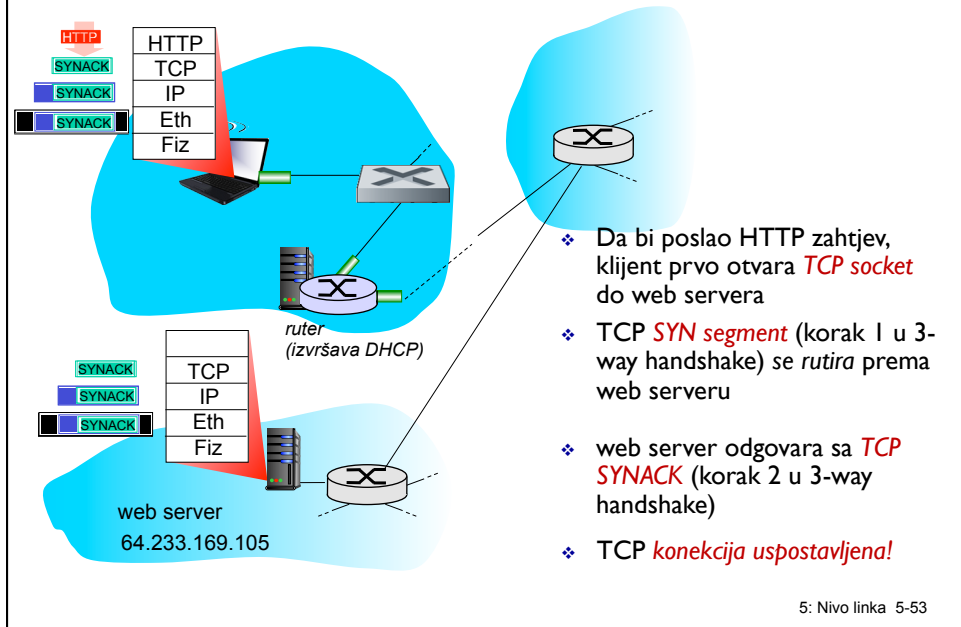 HTTP
SYNACK
SYNACK
SYNACK
HTTP
TCP
IP
Eth
Fiz
ruter
(izvršava DHCP)
SYNACK
SYNACK
SYNACK
TCP
IP
Eth
Fiz
web server
64.233.169.105
Da bi poslao HTTP zahtjev,
klijent prvo otvara TCP socket
do web servera
TCP SYN segment (korak 1 u 3-
way handshake) se rutira prema
web serveru
web server odgovara sa TCP
SYNACK (korak 2 u 3-way
handshake)
TCP konekcija uspostavljena!
5: Nivo linka 5-53